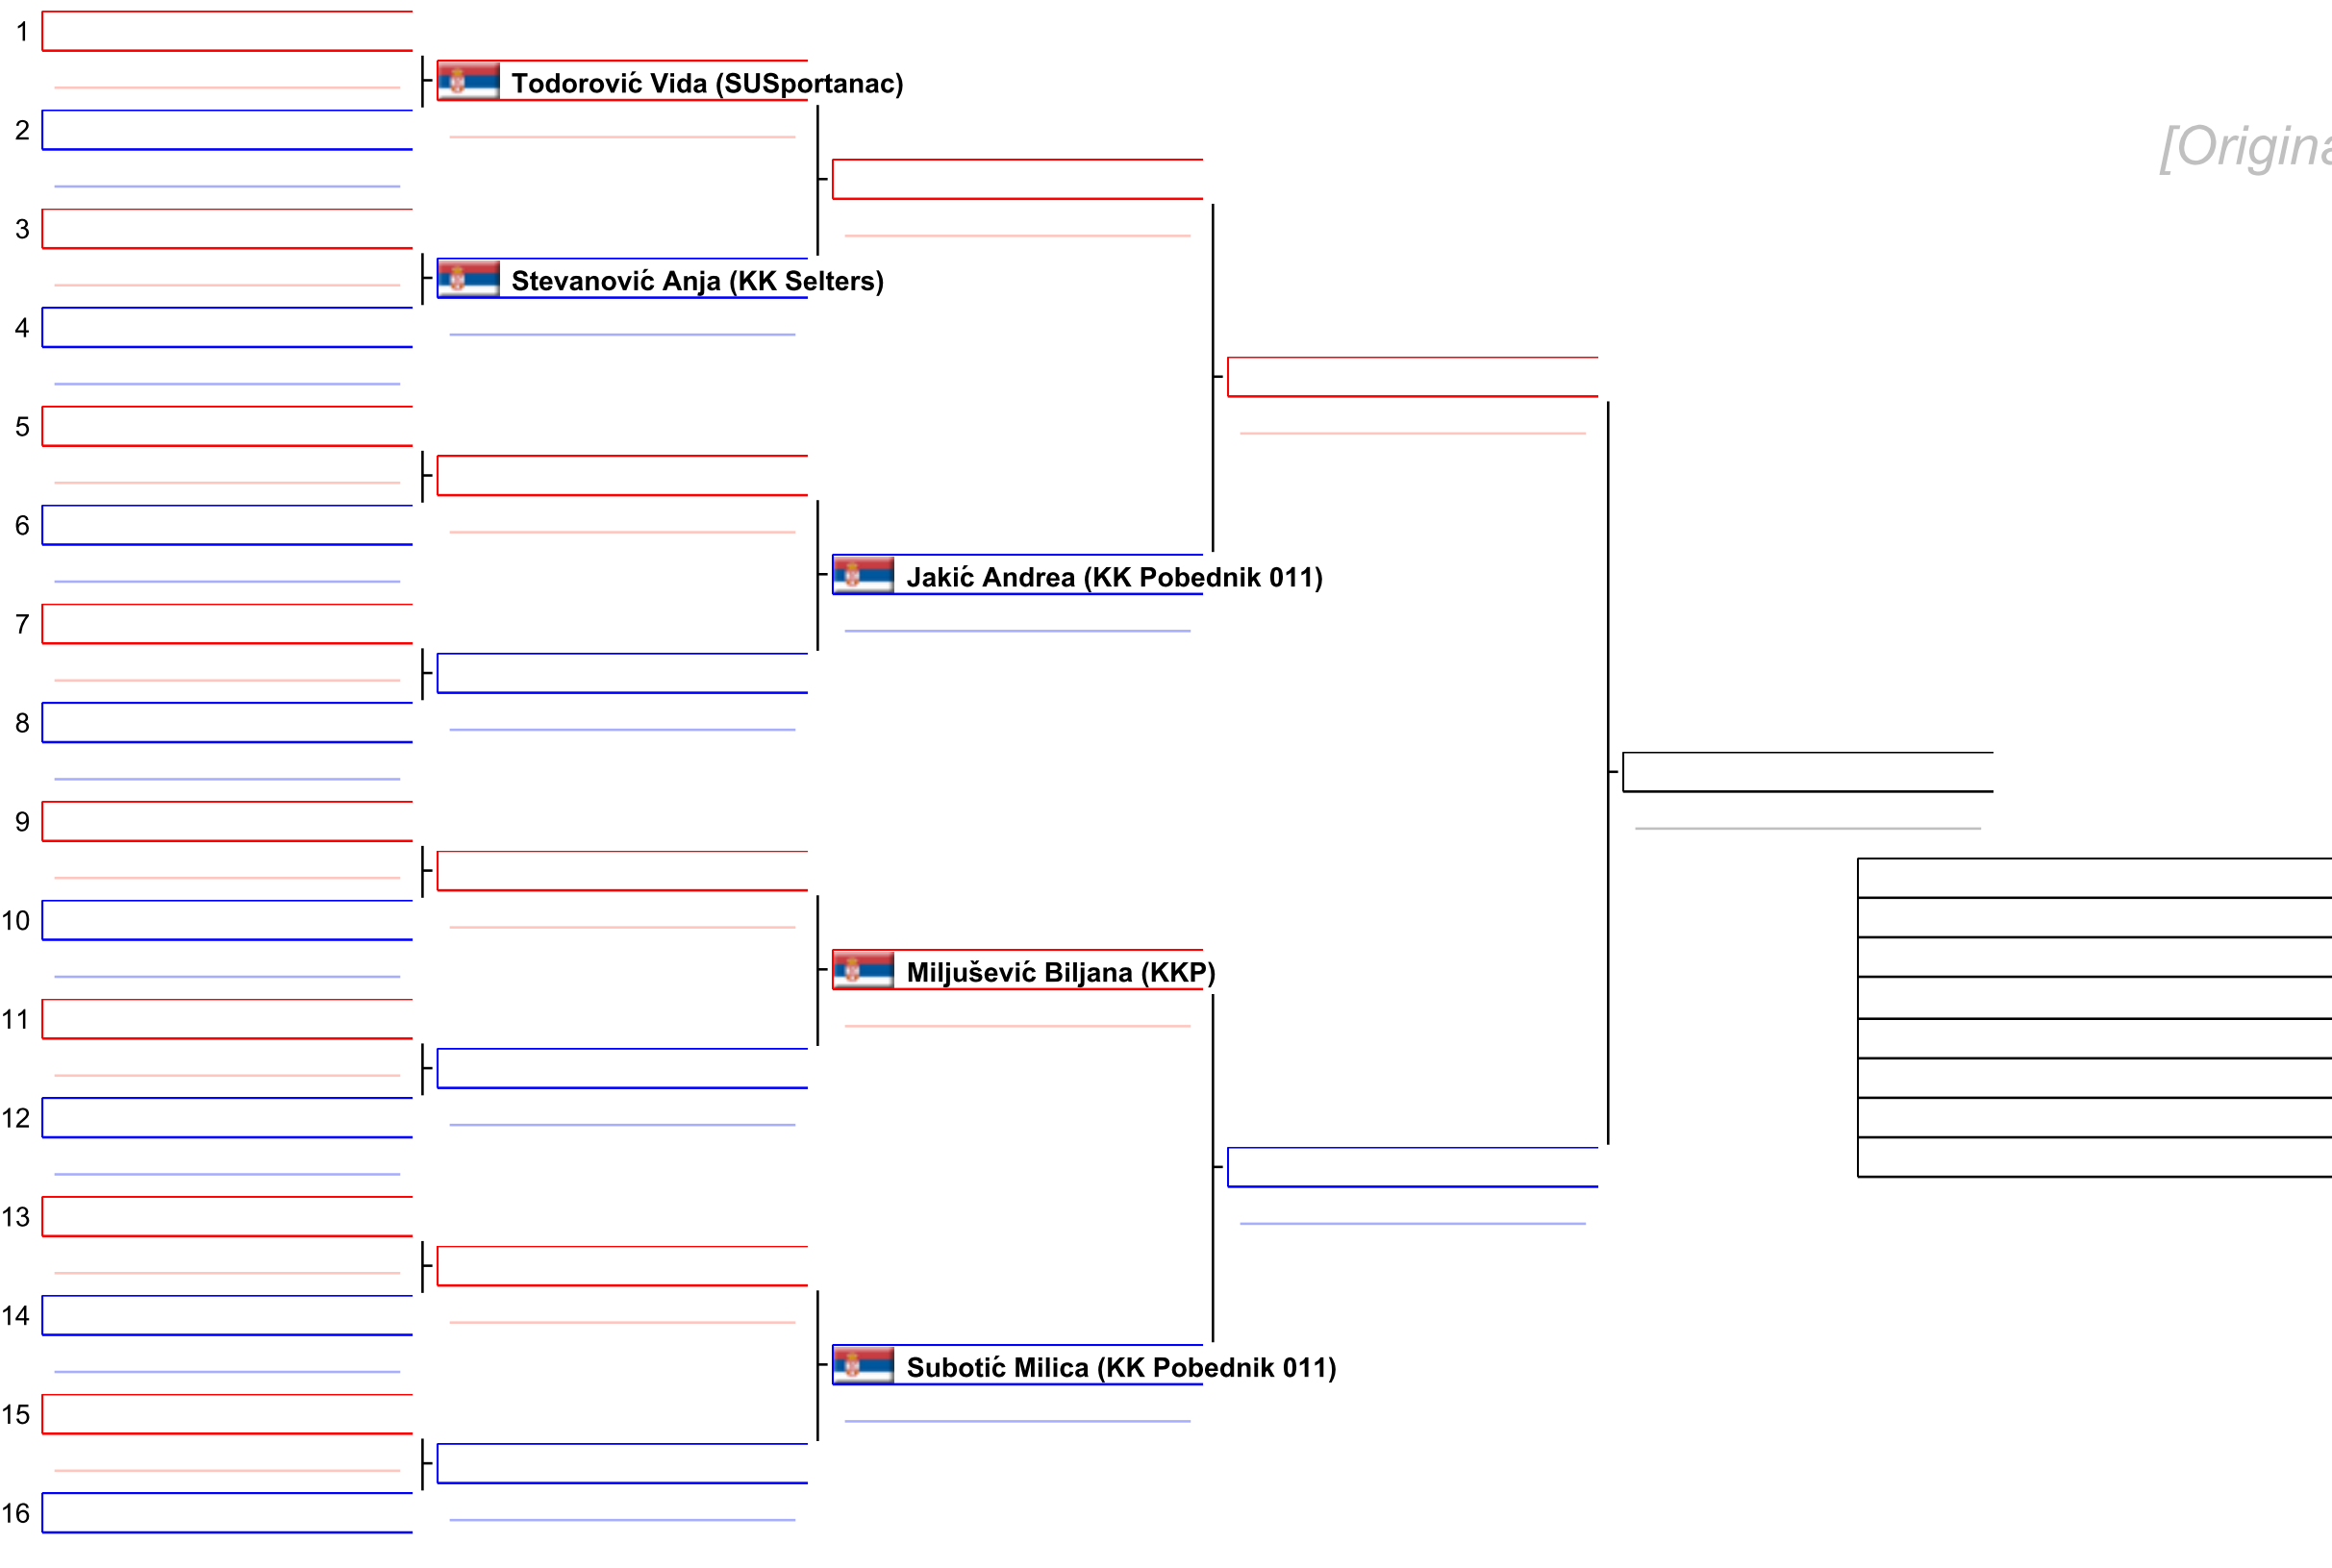 1
Todorović Vida (SUSportanac)
2
[Origina
3
Stevanović Anja (KK Selters)
4
5
6
Jakić Andrea (KK Pobednik 011)
7
8
9
10
Miljušević Biljana (KKP)
11
12
13
14
Subotić Milica (KK Pobednik 011)
15
16